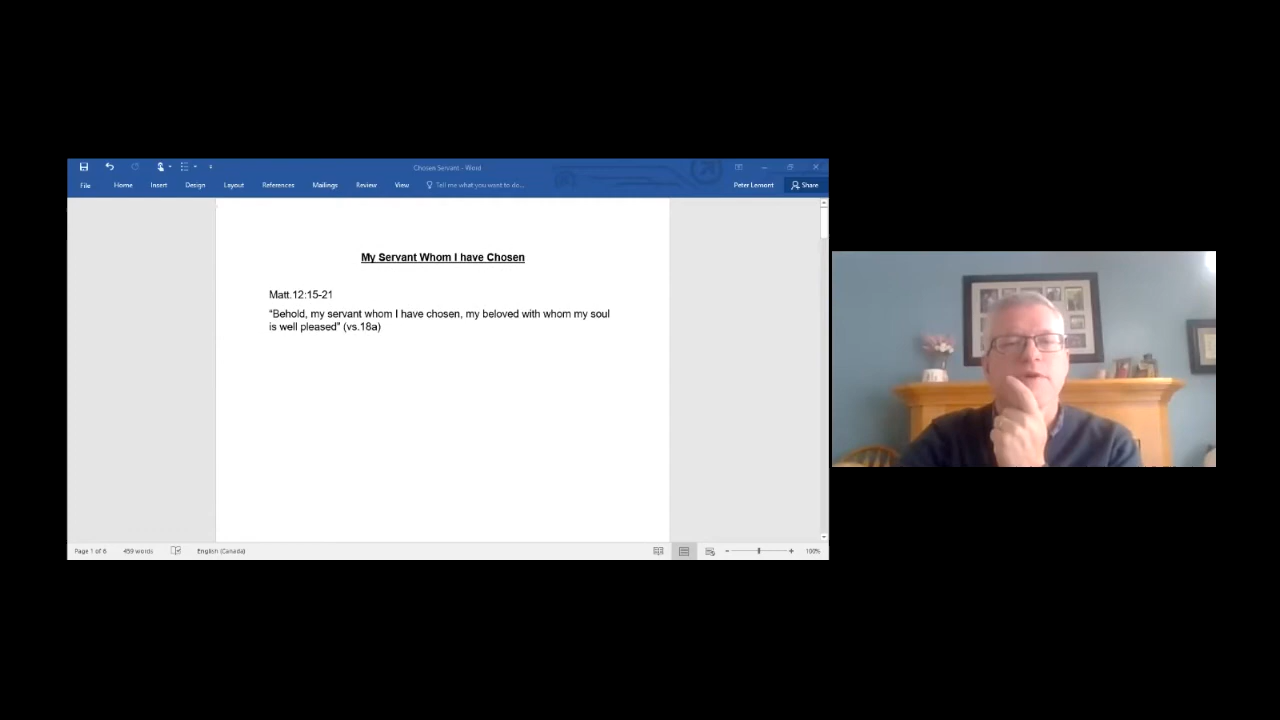 Chosen Servant - Word
File Home Insert Design Layout References Mailings Review View Tell me what you want to do... Peter Lemont Share
My Servant Whom I have Chosen
Matt.12:15-21
“Behold, my servant whom I have chosen, my beloved with whom my soul
is well pleased” (vs.18a)
Page 1 of 6 459 words English (Canada) 100%